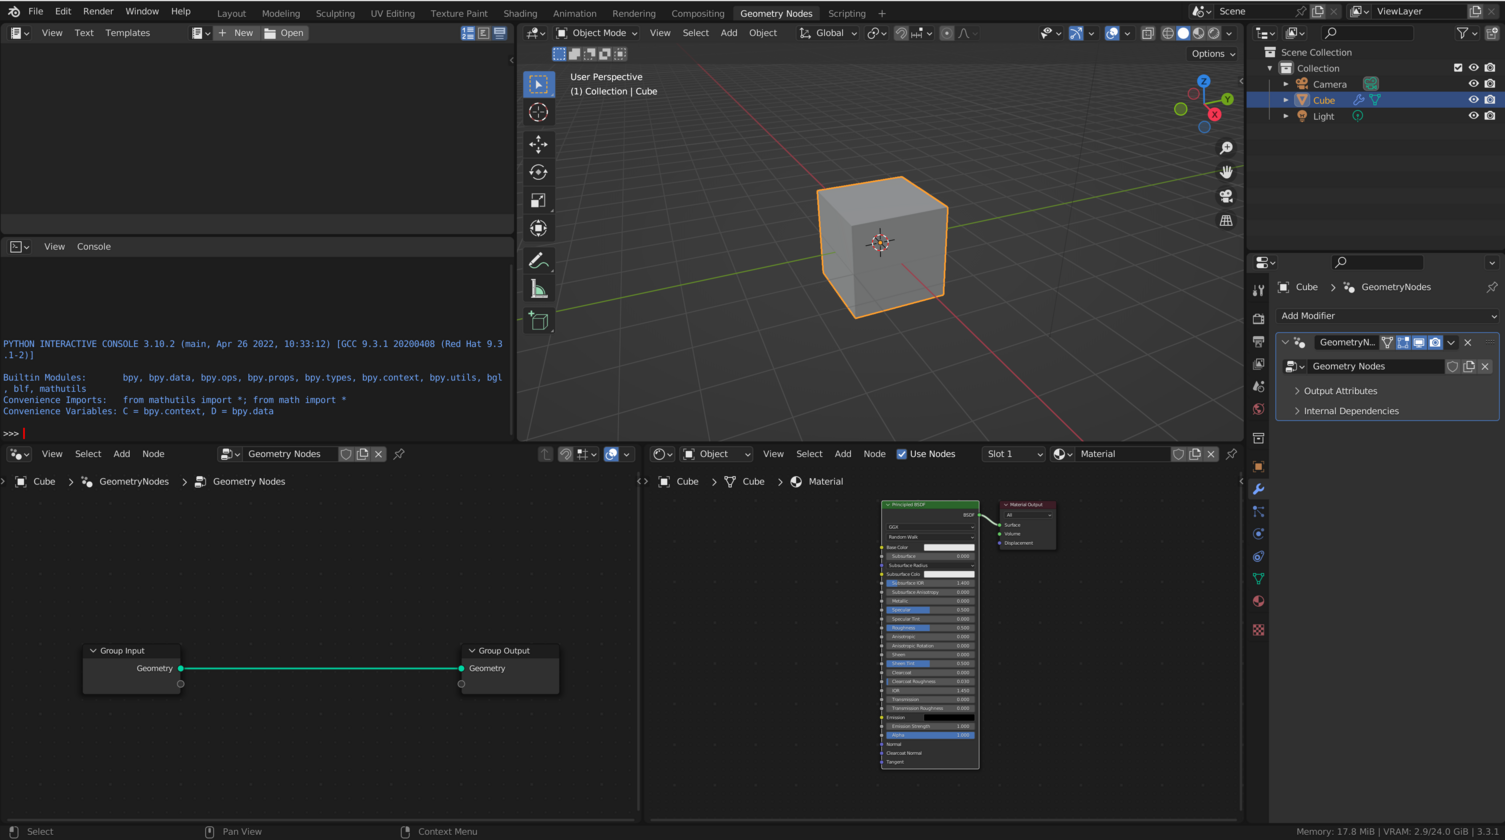 File Edit Render Window Help Layout Modeling Sculpting UV Editing Texture Paint Shading Animation Rendering Compositing Geometry Nodes Scripting + Scene ViewLayer
View Text Templates + New Open
Object Mode View Select Add Object Global
Options
User Perspective
(1) Collection | Cube
Z
Y
X
Scene Collection
Collection
Camera
Cube
Light
View Console
PYTHON INTERACTIVE CONSOLE 3.10.2 (main, Apr 26 2022, 10:33:12) [GCC 9.3.1 20200408 (Red Hat 9.3
.1-2)]
Builtin Modules: bpy, bpy.data, bpy.ops, bpy.props, bpy.types, bpy.context, bpy.utils, bgl
, blf, mathutils
Convenience Imports: from mathutils import *; from math import *
Convenience Variables: C = bpy.context, D = bpy.data
>>>
Cube > GeometryNodes
Add Modifier
GeometryN...
Geometry Nodes
Output Attributes
Internal Dependencies
View Select Add Node Geometry Nodes
Cube > GeometryNodes > Geometry Nodes
Group Input
Geometry
Group Output
Geometry
Object View Select Add Node Use Nodes Slot 1 Material
Cube > Cube > Material
Principled BSDF
BSDF
GGX
Random Walk
Base Color
Subsurface 0.000
Subsurface Radius
Subsurface Colo
Subsurface IOR 1.400
Subsurface Anisotropy 0.000
Metallic 0.000
Specular 0.500
Specular Tint 0.000
Roughness 0.500
Anisotropic 0.000
Anisotropic Rotation 0.000
Sheen 0.000
Sheen Tint 0.500
Clearcoat 0.000
Clearcoat Roughness 0.030
IOR 1.450
Transmission 0.000
Transmission Roughness 0.000
Emission
Emission Strength 1.000
Alpha 1.000
Normal
Clearcoat Normal
Tangent
Material Output
All
Surface
Volume
Displacement
Select Pan View Context Menu Memory: 17.8 MiB | VRAM: 2.9/24.0 GiB | 3.3.1